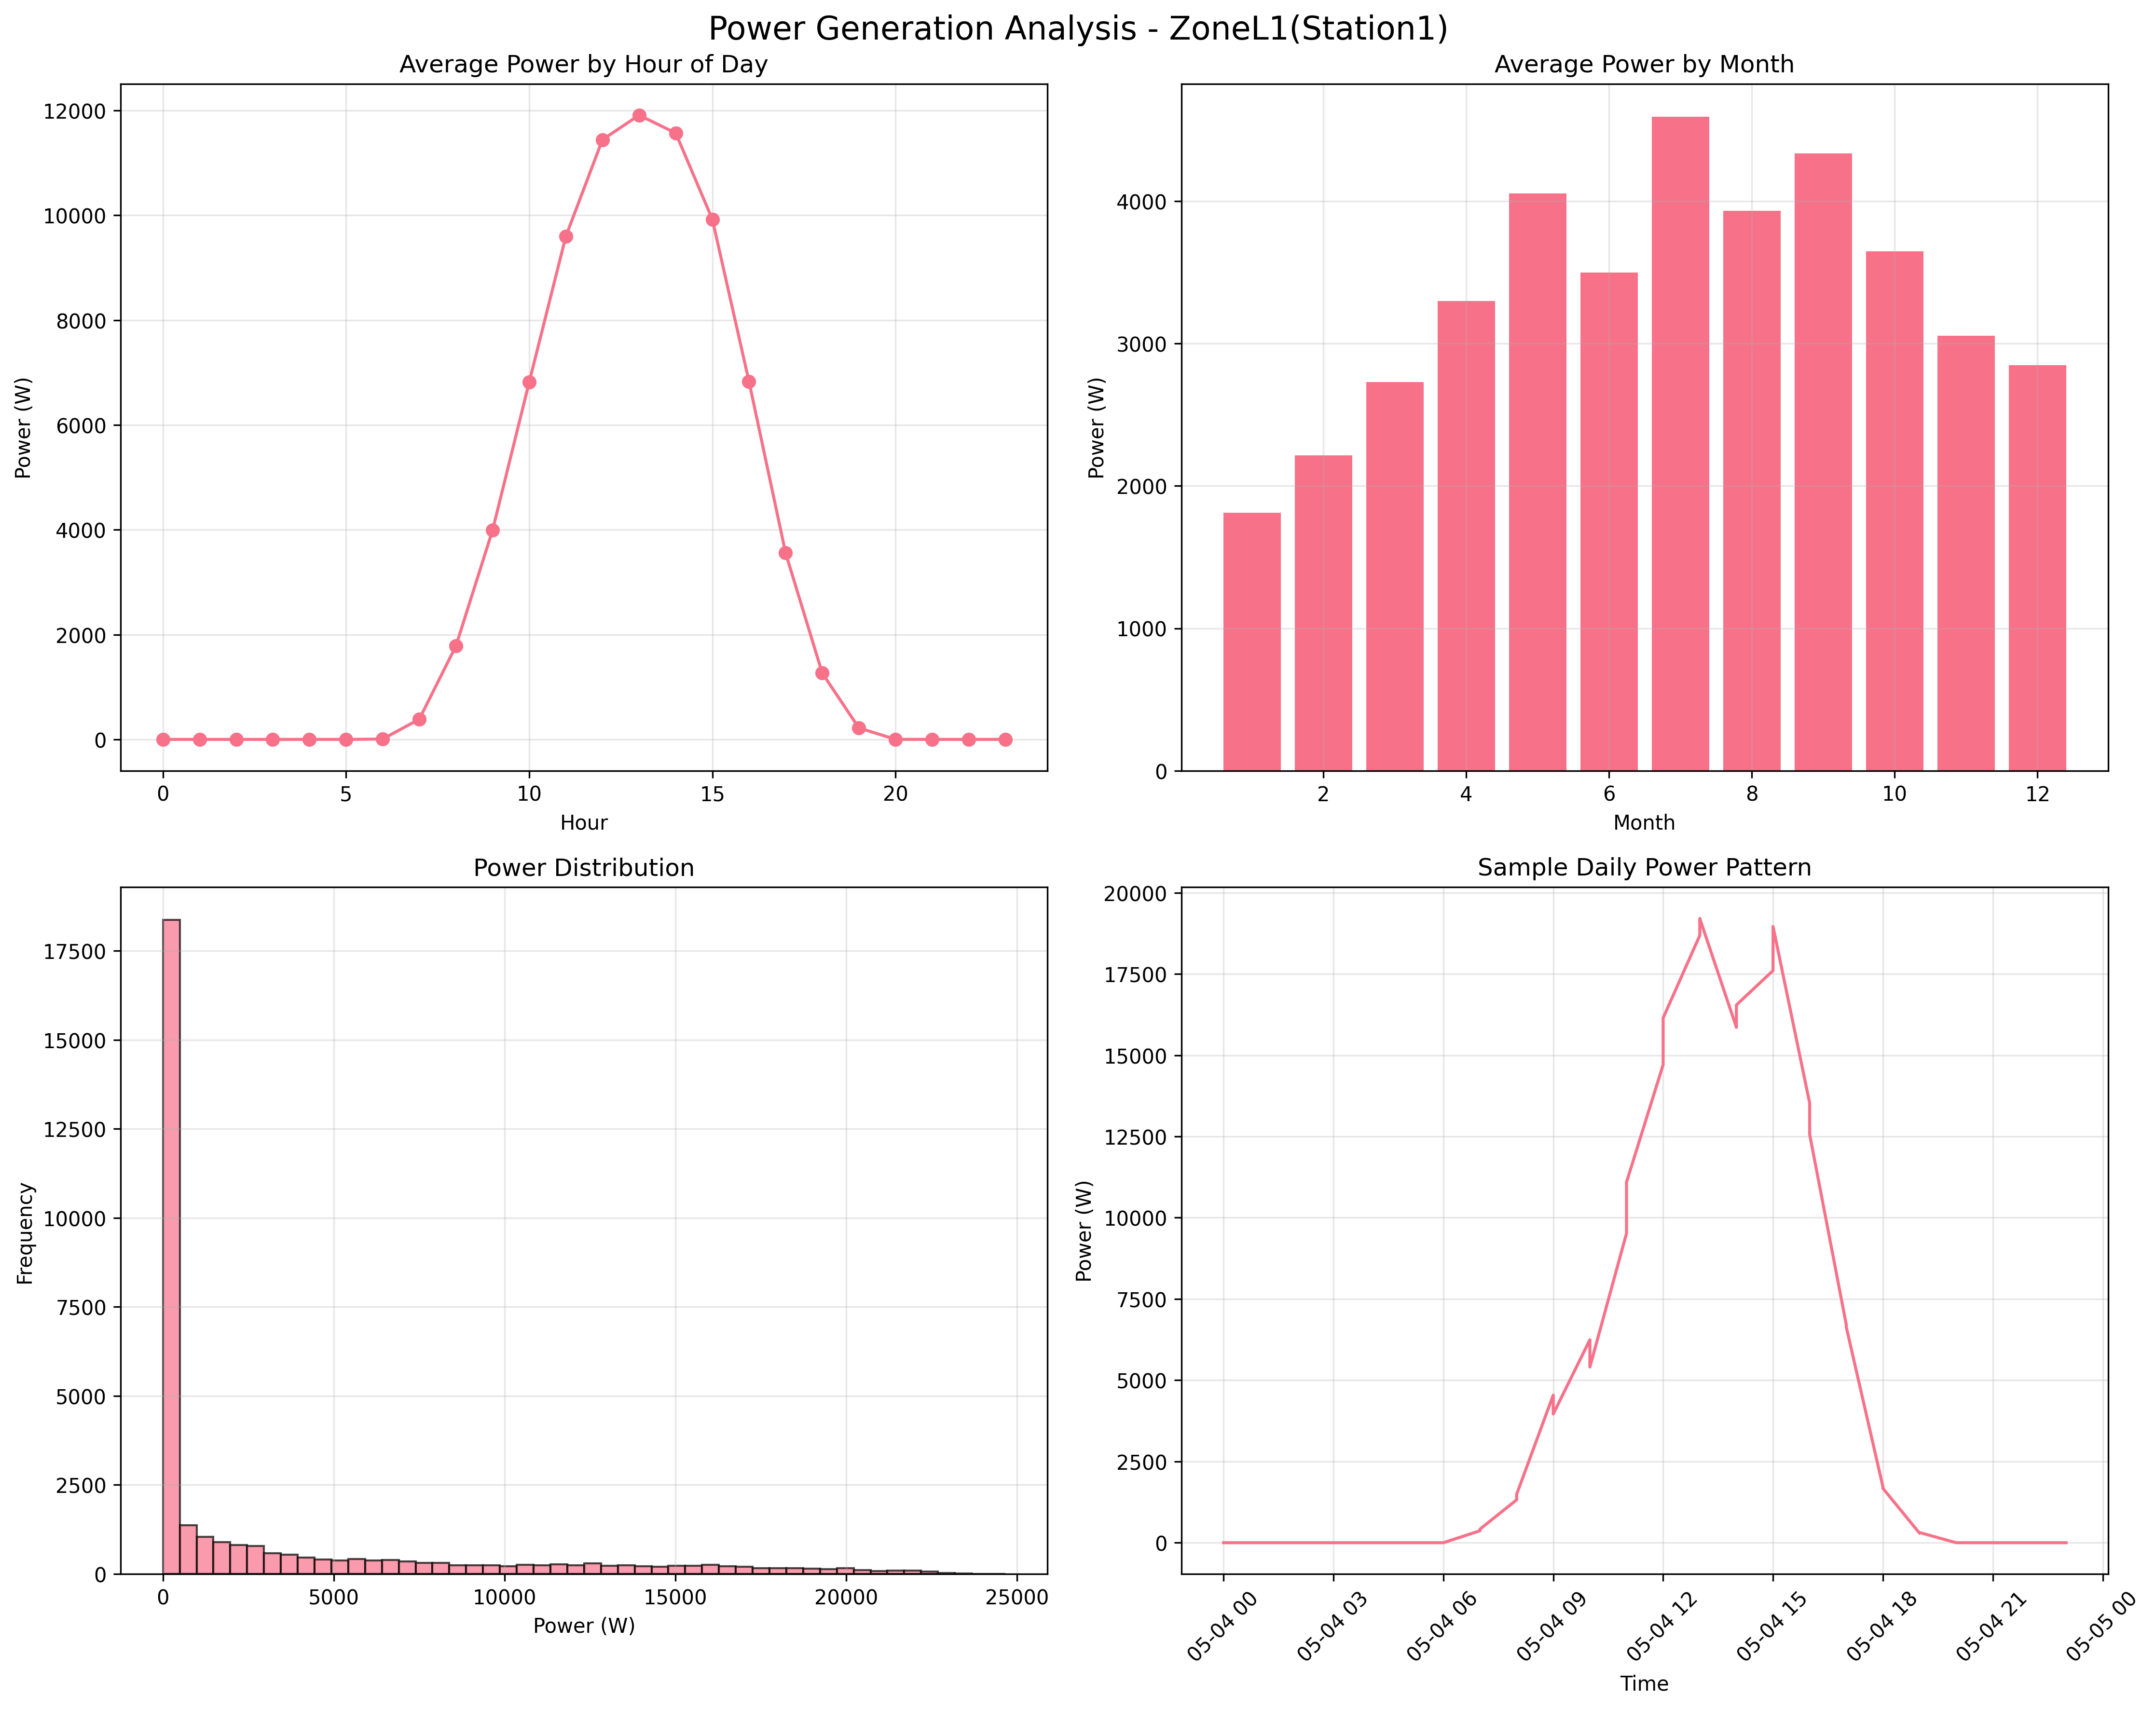 Power Generation Analysis - ZoneL1(Station1)
Average Power by Hour of Day
12000
10000
8000
6000
4000
2000
0
Power (W)
0 5 10 15 20
Hour
Average Power by Month
4000
3000
2000
1000
0
Power (W)
2 4 6 8 10 12
Month
Power Distribution
17500
15000
12500
10000
7500
5000
2500
0
Frequency
0 5000 10000 15000 20000 25000
Power (W)
Sample Daily Power Pattern
20000
17500
15000
12500
10000
7500
5000
2500
0
Power (W)
05-04 00 05-04 03 05-04 06 05-04 09 05-04 12 05-04 15 05-04 18 05-04 21 05-05 00
Time